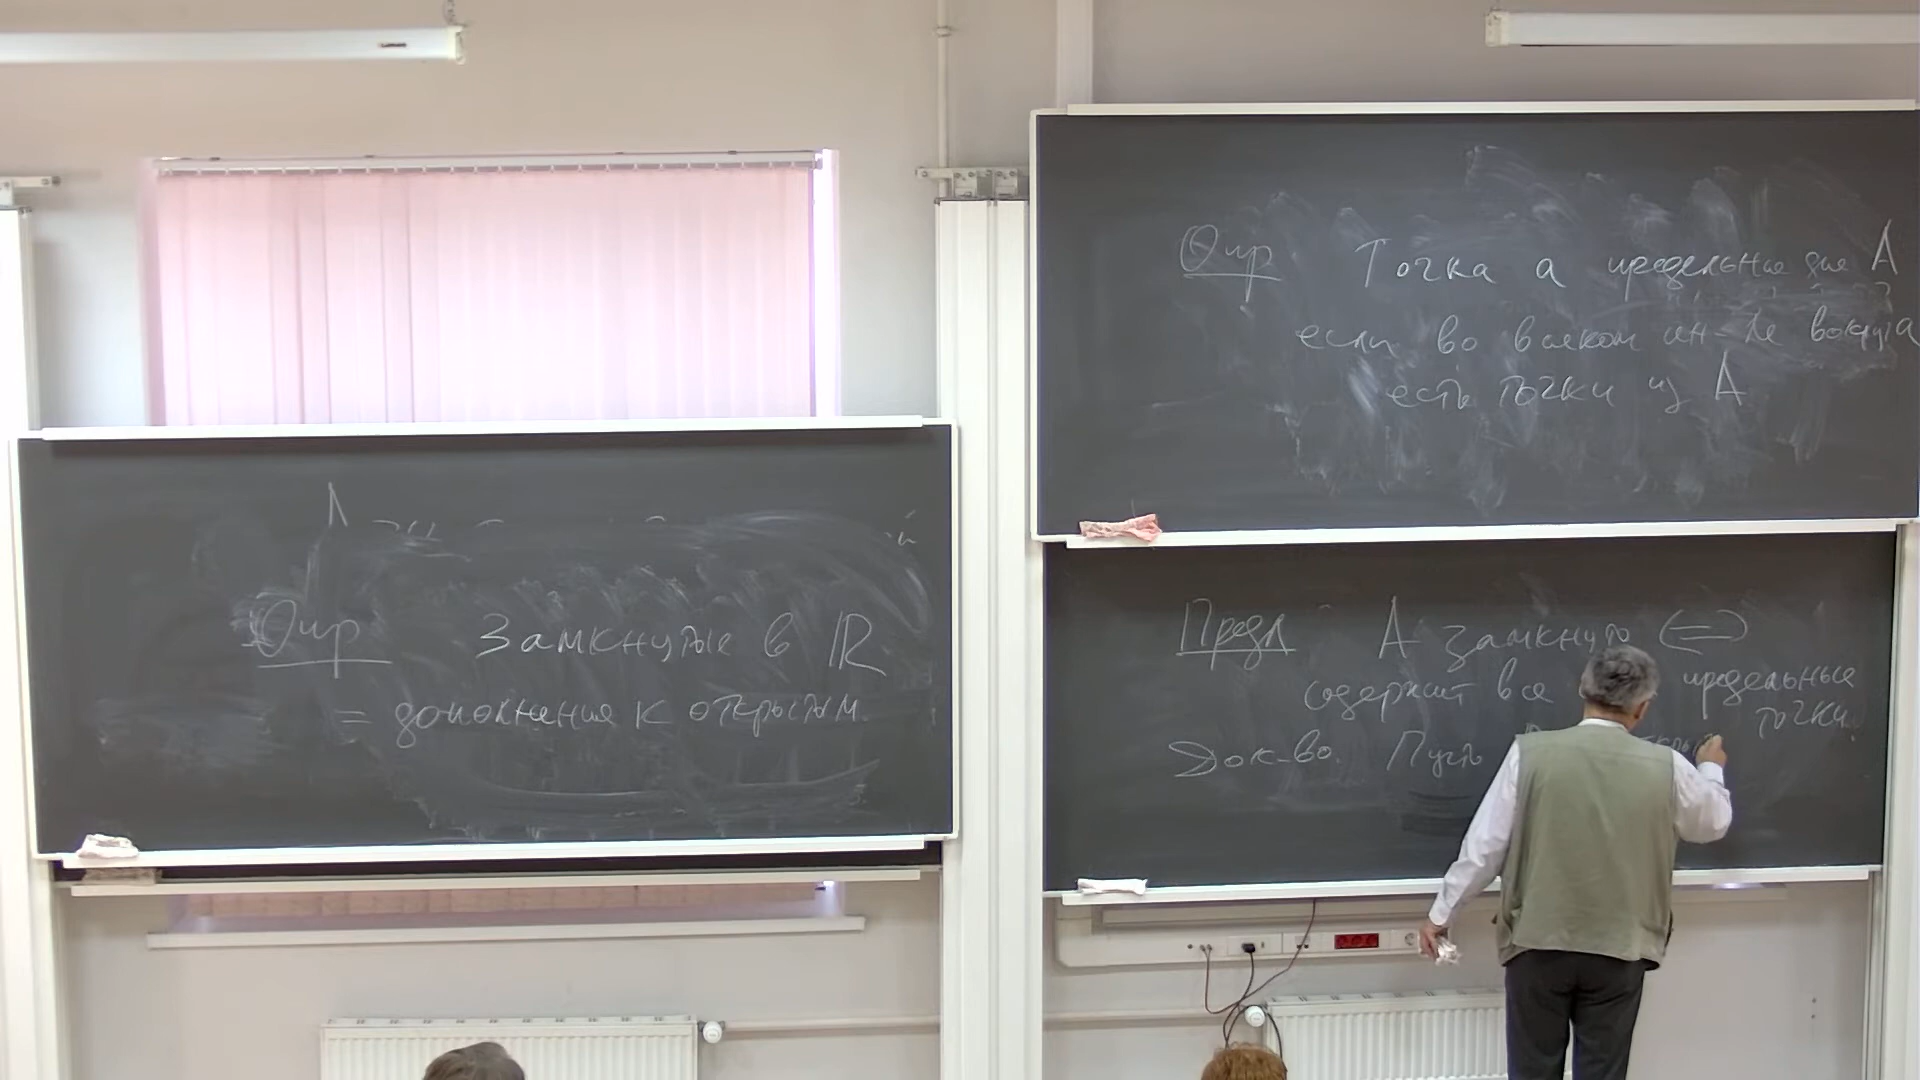 Опр Замкнутые в ℝ
= дополнения к открытым.
Опр Точка a предельная для A
если во всяком ин-ле вокруг a
есть точки из A
Предл A замкнуто ⟺
содержит все предельные
точки.
Док-во. Пусть